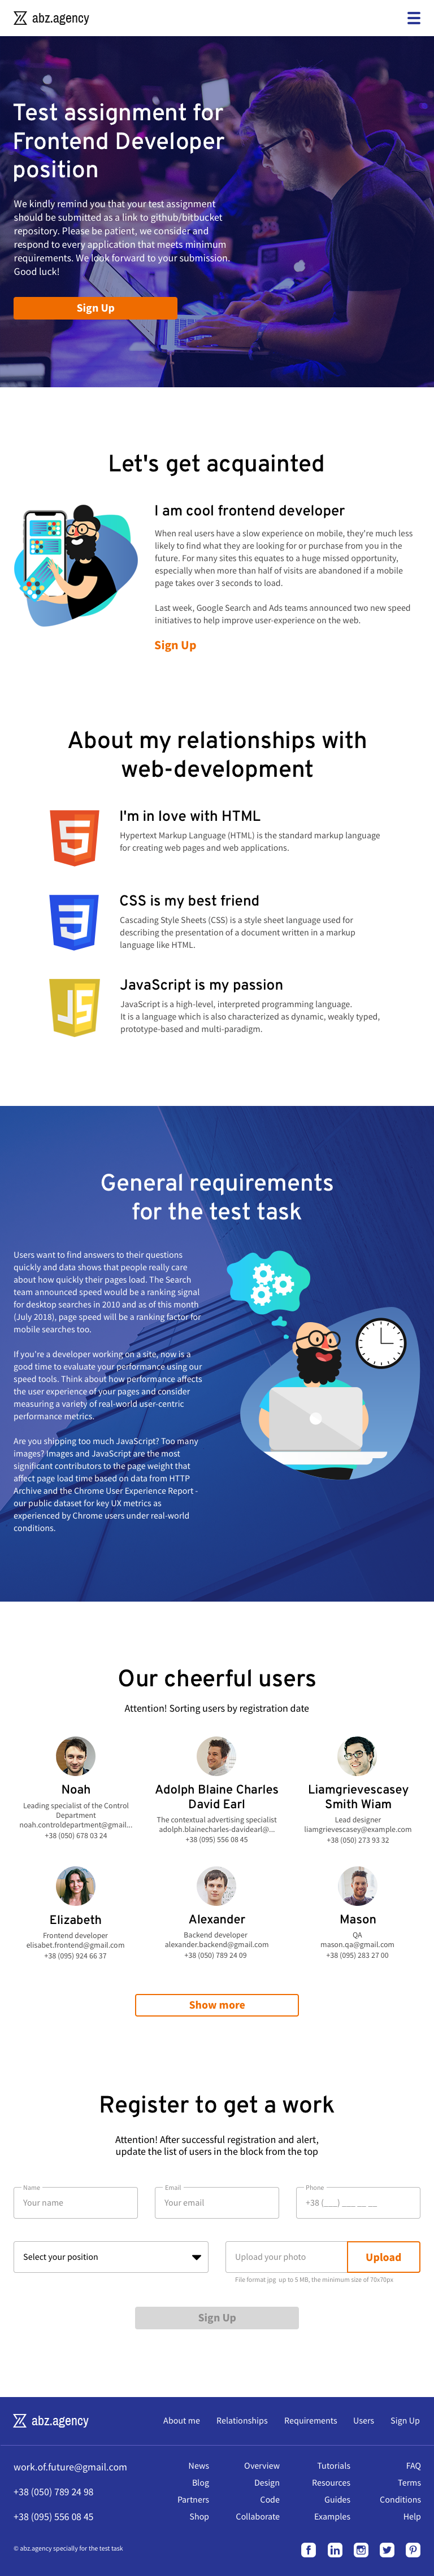 abz.agency
Test assignment for
Frontend Developer
position
We kindly remind you that your test assignment
should be submitted as a link to github/bitbucket
repository. Please be patient, we consider and
respond to every application that meets minimum
requirements. We look forward to your submission.
Good luck!
Sign Up
Let's get acquainted
I am cool frontend developer
When real users have a slow experience on mobile, they're much less
likely to find what they are looking for or purchase from you in the
future. For many sites this equates to a huge missed opportunity,
especially when more than half of visits are abandoned if a mobile
page takes over 3 seconds to load.
Last week, Google Search and Ads teams announced two new speed
initiatives to help improve user-experience on the web.
Sign Up
About my relationships with
web-development
5
I'm in love with HTML
Hypertext Markup Language (HTML) is the standard markup language
for creating web pages and web applications.
3
CSS is my best friend
Cascading Style Sheets (CSS) is a style sheet language used for
describing the presentation of a document written in a markup
language like HTML.
JS
JavaScript is my passion
JavaScript is a high-level, interpreted programming language.
It is a language which is also characterized as dynamic, weakly typed,
prototype-based and multi-paradigm.
General requirements
for the test task
Users want to find answers to their questions
quickly and data shows that people really care
about how quickly their pages load. The Search
team announced speed would be a ranking signal
for desktop searches in 2010 and as of this month
(July 2018), page speed will be a ranking factor for
mobile searches too.
If you're a developer working on a site, now is a
good time to evaluate your performance using our
speed tools. Think about how performance affects
the user experience of your pages and consider
measuring a variety of real-world user-centric
performance metrics.
Are you shipping too much JavaScript? Too many
images? Images and JavaScript are the most
significant contributors to the page weight that
affect page load time based on data from HTTP
Archive and the Chrome User Experience Report -
our public dataset for key UX metrics as
experienced by Chrome users under real-world
conditions.
Our cheerful users
Attention! Sorting users by registration date
Noah
Leading specialist of the Control
Department
noah.controldepartment@gmail...
+38 (050) 678 03 24
Adolph Blaine Charles
David Earl
The contextual advertising specialist
adolph.blainecharles-davidearl@...
+38 (095) 556 08 45
Liamgrievescasey
Smith Wiam
Lead designer
liamgrievescasey@example.com
+38 (050) 273 93 32
Elizabeth
Frontend developer
elisabet.frontend@gmail.com
+38 (095) 924 66 37
Alexander
Backend developer
alexander.backend@gmail.com
+38 (050) 789 24 09
Mason
QA
mason.qa@gmail.com
+38 (095) 283 27 00
Show more
Register to get a work
Attention! After successful registration and alert,
update the list of users in the block from the top
Name
Your name
Email
Your email
Phone
+38 (___) ___ __ __
Select your position
Upload your photo
Upload
File format jpg up to 5 MB, the minimum size of 70x70px
Sign Up
abz.agency
About me Relationships Requirements Users Sign Up
work.of.future@gmail.com
+38 (050) 789 24 98
+38 (095) 556 08 45
News Overview Tutorials FAQ
Blog Design Resources Terms
Partners Code Guides Conditions
Shop Collaborate Examples Help
© abz.agency specially for the test task